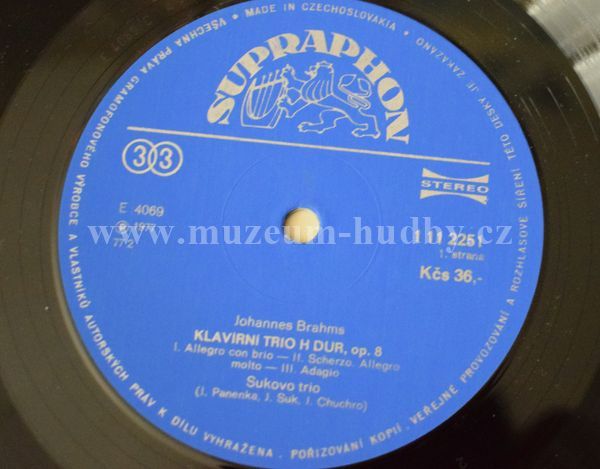 VŠECHNA PRÁVA GRAMOFONOVÉHO VÝROBCE A VLASTNÍKŮ AUTORSKÝCH PRÁV K DÍLU VYHRAŽENA . POŘIZOVÁNÍ KOPIÍ . VEŘEJNÉ PROVOZOVÁNÍ A ROZHLASOVÉ ŠÍŘENÍ TÉTO DESKY JE ZAKÁZÁNO
MADE IN CZECHOSLOVAKIA
SUPRAPHON
33
STEREO
E 4069
℗ 1977
772
1 11 2251
1. strana
Kčs 36,-
www.muzeum-hudby.cz
Johannes Brahms
KLAVÍRNÍ TRIO H DUR, op. 8
I. Allegro con brio — II. Scherzo. Allegro
molto — III. Adagio
Sukovo trio
(J. Panenka, J. Suk, J. Chuchro)